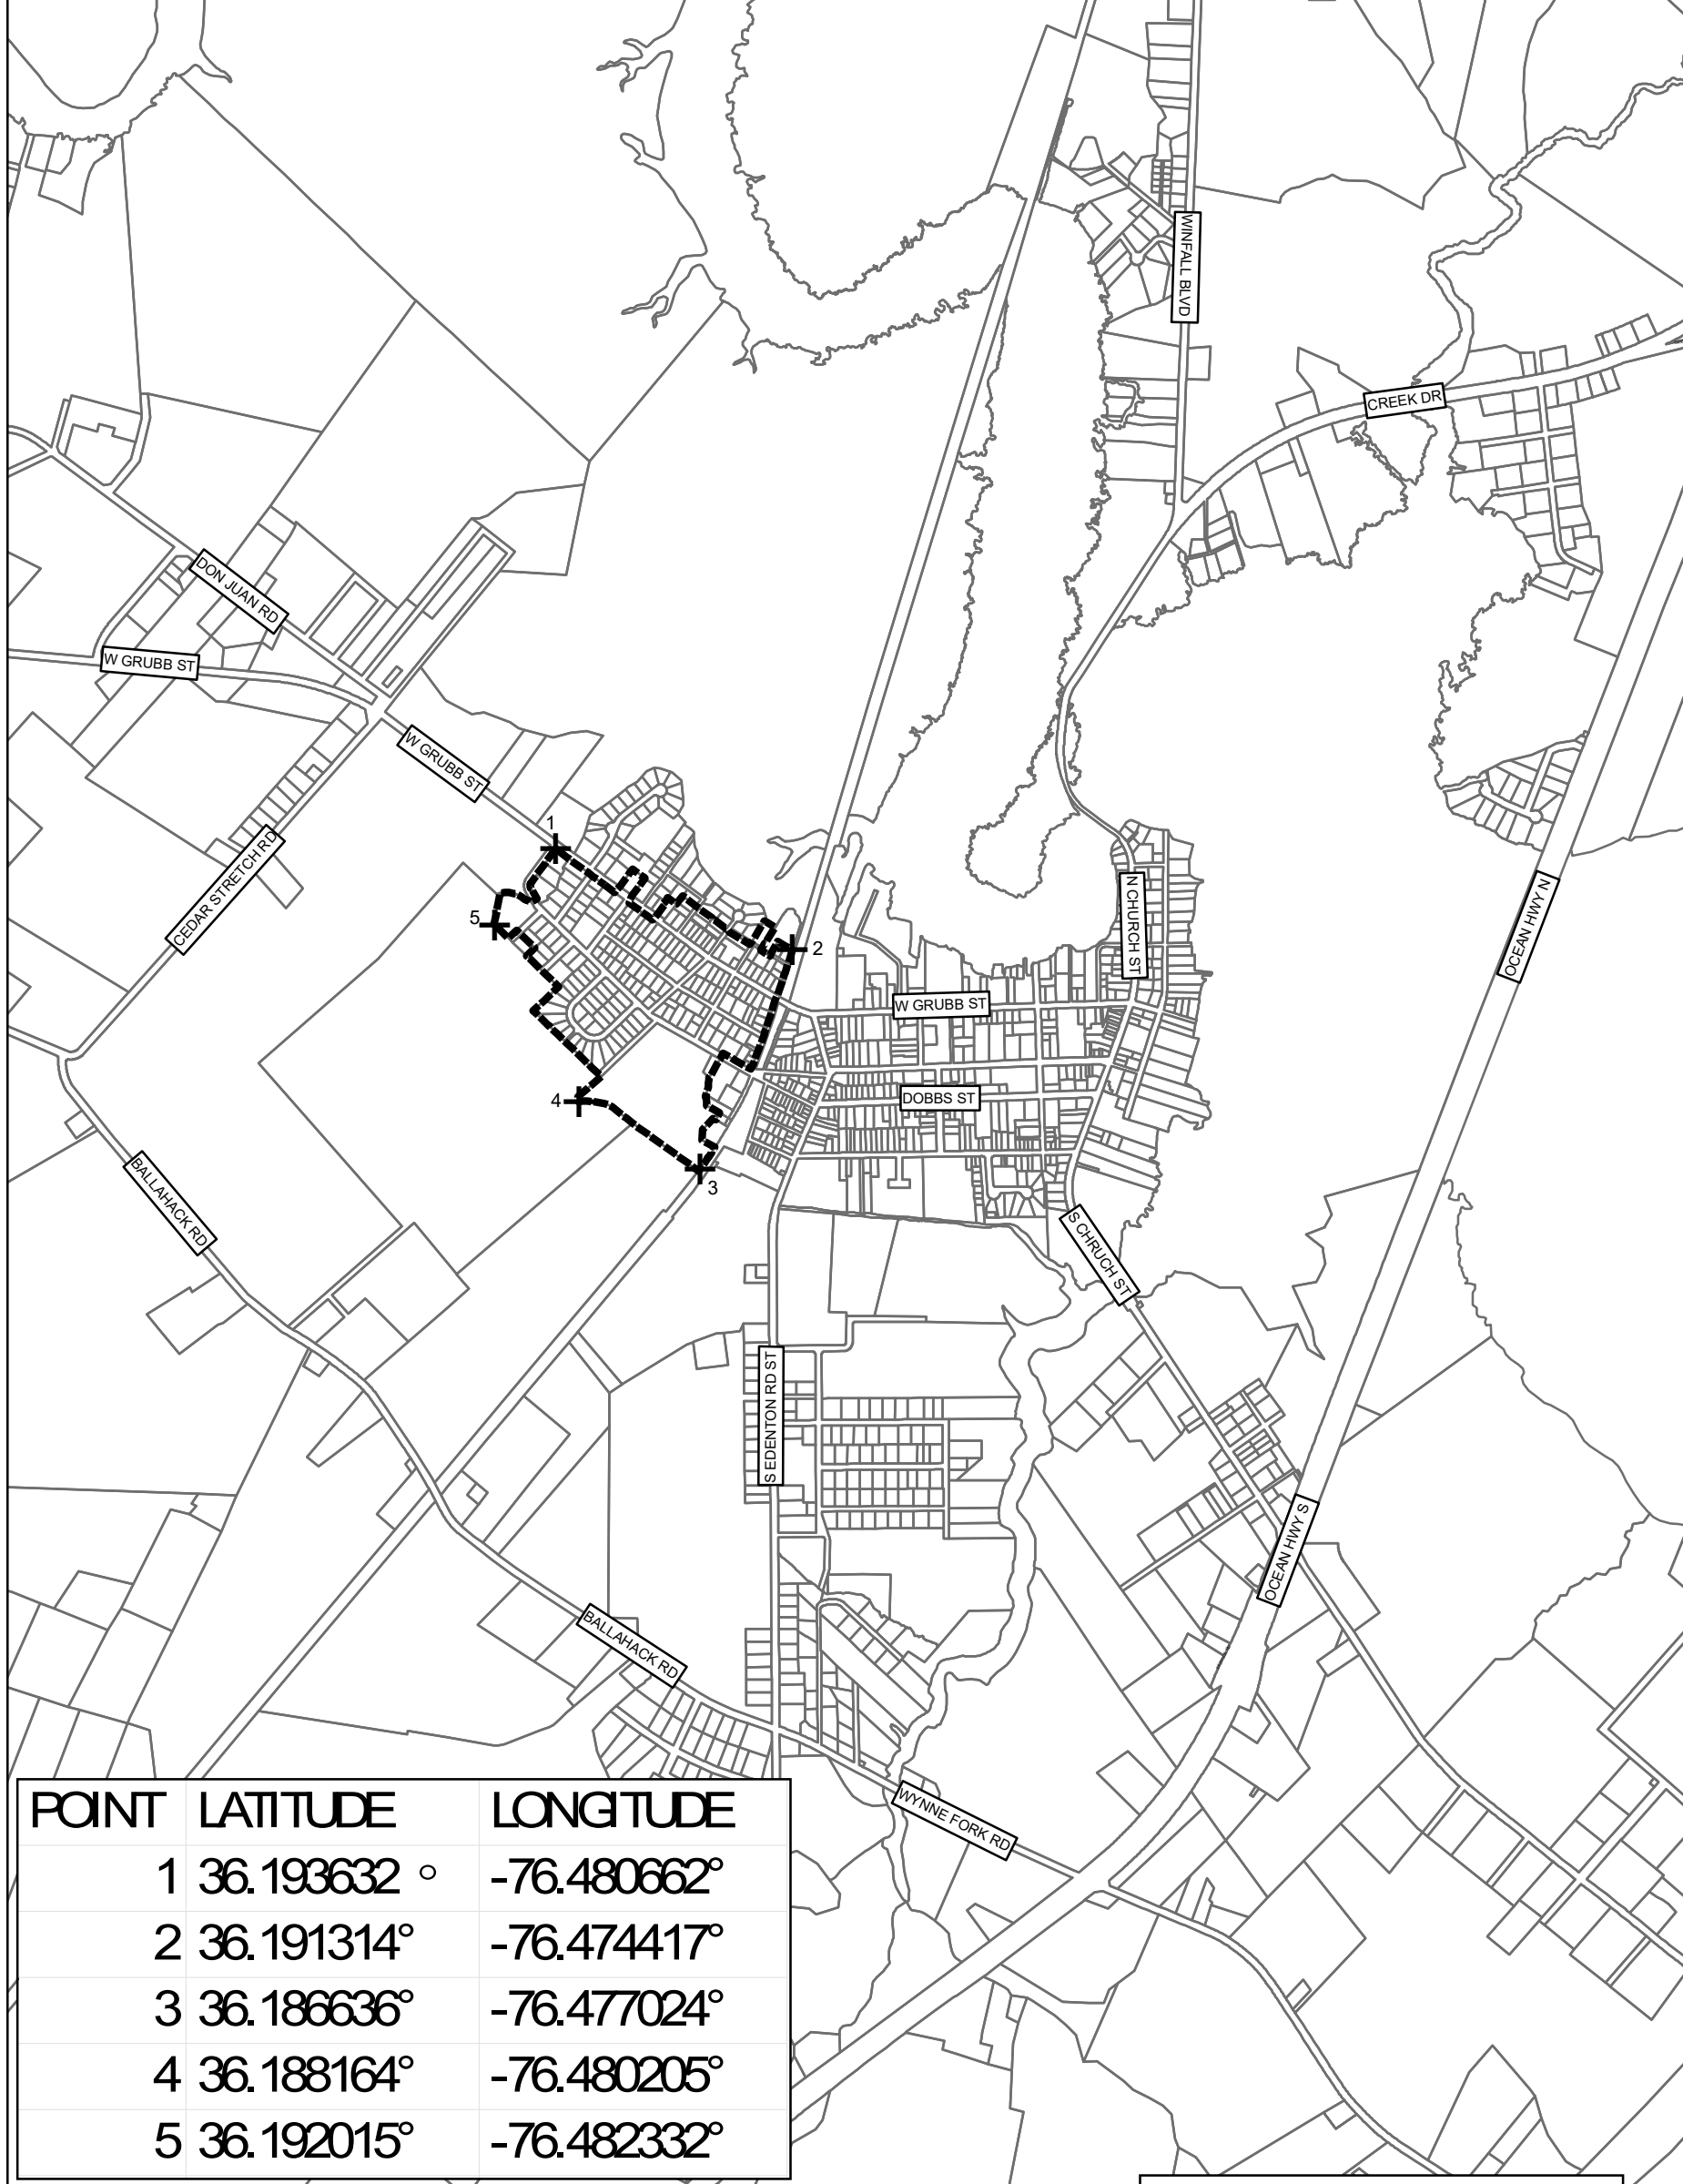 WINFALL BLVD
CREEK DR
DON JUAN RD
W GRUBB ST
W GRUBB ST
1
CEDAR STRETCH RD
5
2
N CHURCH ST
OCEAN HWY N
W GRUBB ST
DOBBS ST
4
3
BALLAHACK RD
S CHRUCH ST
S EDENTON RD ST
OCEAN HWY S
BALLAHACK RD
WYNNE FORK RD
POINT LATITUDE LONGITUDE
1 36.193632 ° -76.480662°
2 36.191314° -76.474417°
3 36.186636° -76.477024°
4 36.188164° -76.480205°
5 36.192015° -76.482332°